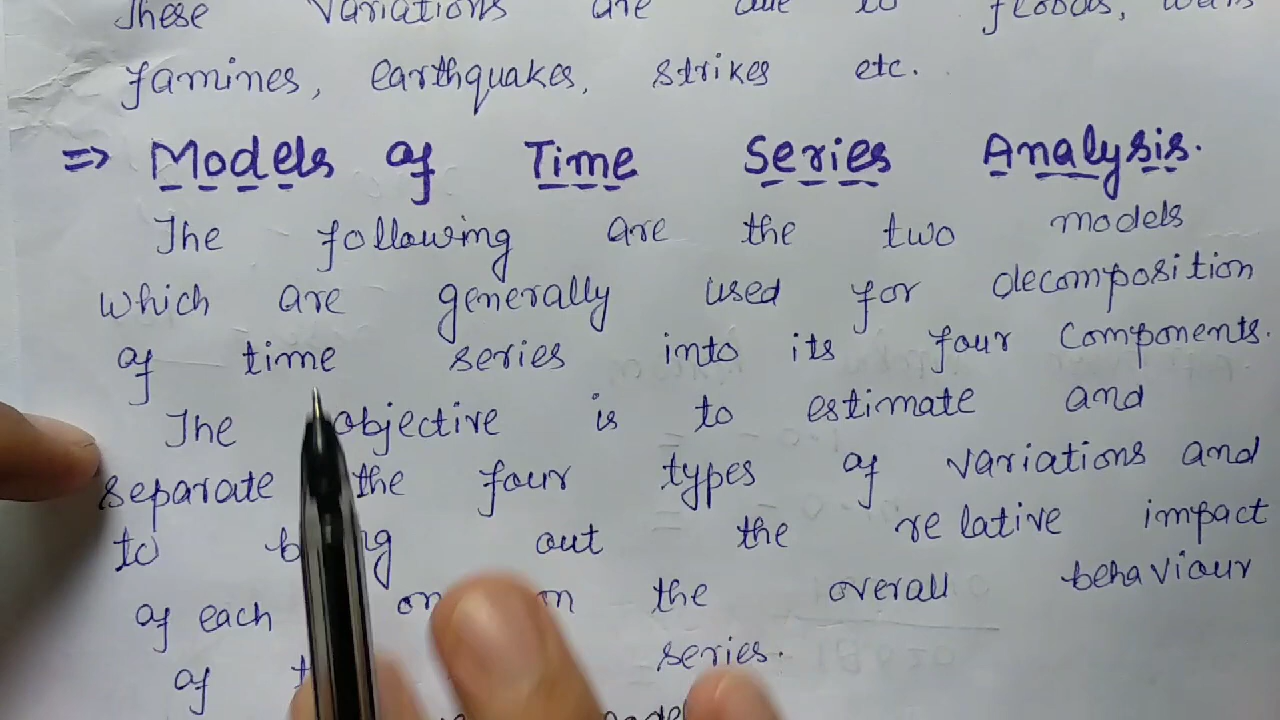 These variations are due to floods, wars
famines, earthquakes, strikes etc.
⇒ Models of Time Series Analysis.
The following are the two models
which are generally used for decomposition
of time series into its four components.
The objective is to estimate and
separate the four types of variations and
to out the relative impact
of each on the overall behaviour
of series.